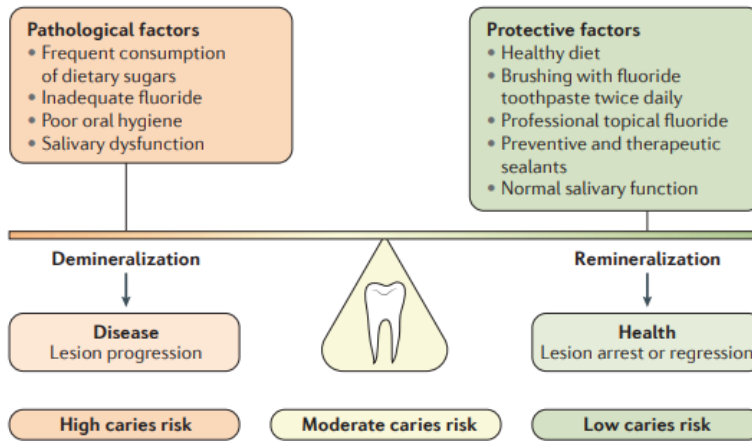 Pathological factors
• Frequent consumption
of dietary sugars
• Inadequate fluoride
• Poor oral hygiene
• Salivary dysfunction
Protective factors
• Healthy diet
• Brushing with fluoride
toothpaste twice daily
• Professional topical fluoride
• Preventive and therapeutic
sealants
• Normal salivary function
Demineralization
Remineralization
Disease
Lesion progression
Health
Lesion arrest or regression
High caries risk
Moderate caries risk
Low caries risk